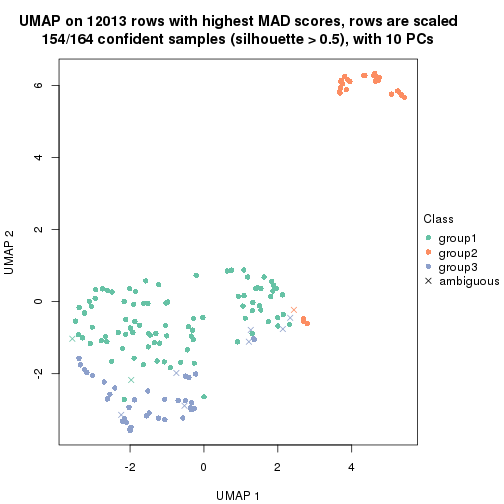 UMAP on 12013 rows with highest MAD scores, rows are scaled
154/164 confident samples (silhouette > 0.5), with 10 PCs
6
4
2
0
-2
UMAP 2
-2
0
2
4
UMAP 1
Class
group1
group2
group3
ambiguous